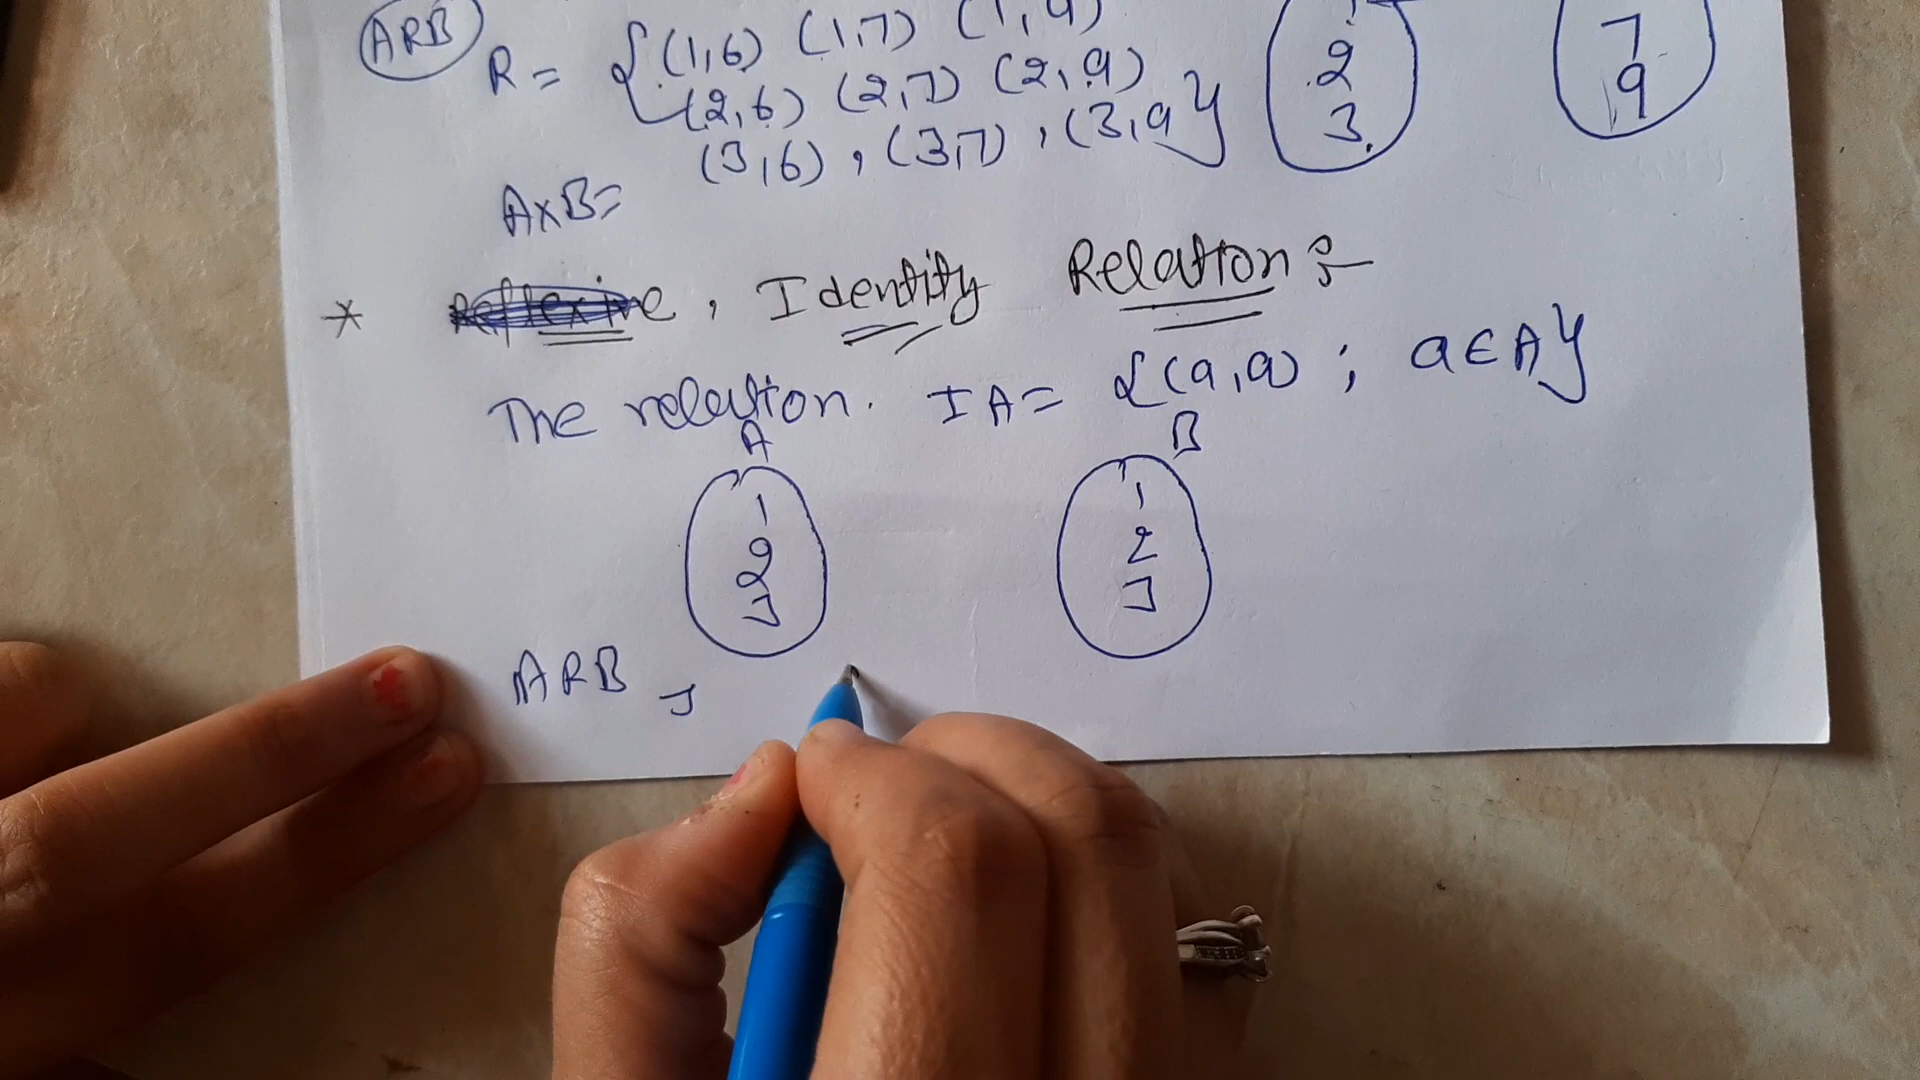 ARB R = {(1,6) (1,7) (1,9)
(2,6) (2,7) (2,9)
(3,6), (3,7), (3,9}
2
3
7
9
A×B=
* , Identity Relation :-
The relation. IA = {(a,a) ; a∈A}
A B
1 1
2 2
3 3
ARB